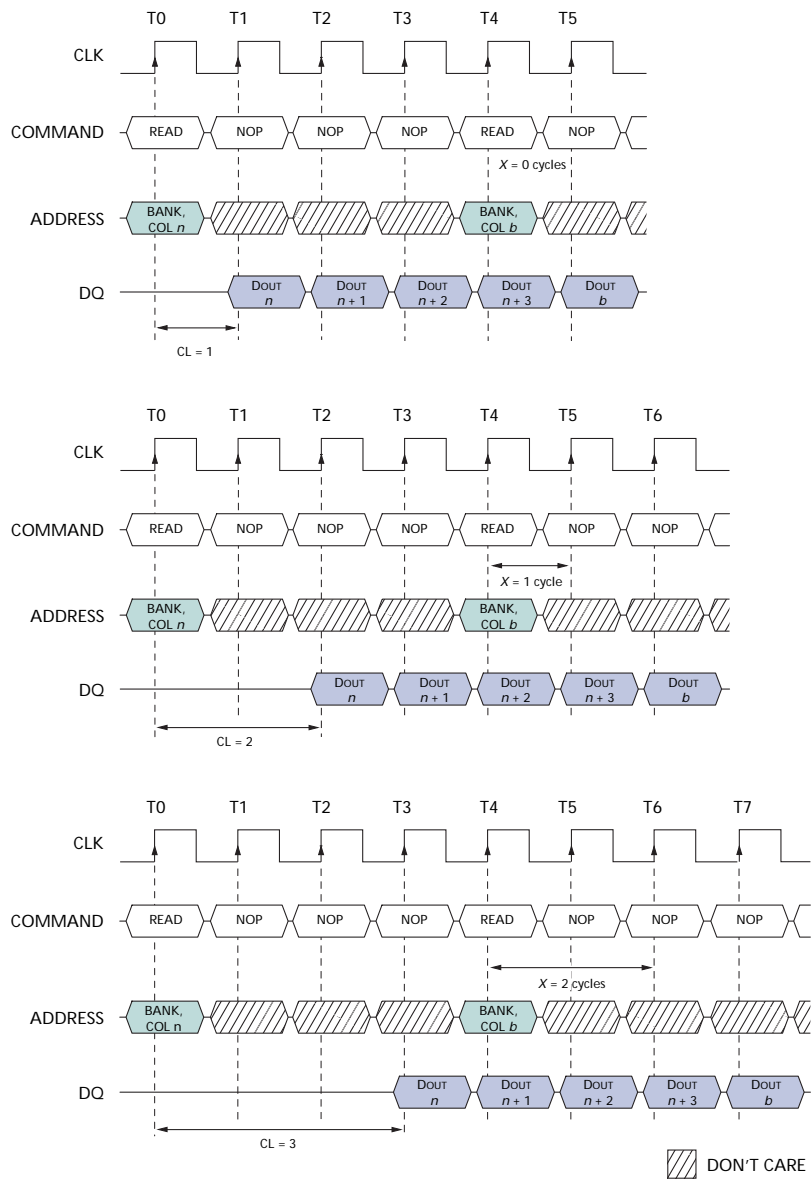 T0 T1 T2 T3 T4 T5
CLK
COMMAND READ NOP NOP NOP READ NOP
X = 0 cycles
ADDRESS BANK, COL n BANK, COL b
DQ DOUT n DOUT n + 1 DOUT n + 2 DOUT n + 3 DOUT b
CL = 1
T0 T1 T2 T3 T4 T5 T6
CLK
COMMAND READ NOP NOP NOP READ NOP NOP
X = 1 cycle
ADDRESS BANK, COL n BANK, COL b
DQ DOUT n DOUT n + 1 DOUT n + 2 DOUT n + 3 DOUT b
CL = 2
T0 T1 T2 T3 T4 T5 T6 T7
CLK
COMMAND READ NOP NOP NOP READ NOP NOP NOP
X = 2 cycles
ADDRESS BANK, COL n BANK, COL b
DQ DOUT n DOUT n + 1 DOUT n + 2 DOUT n + 3 DOUT b
CL = 3
DON'T CARE